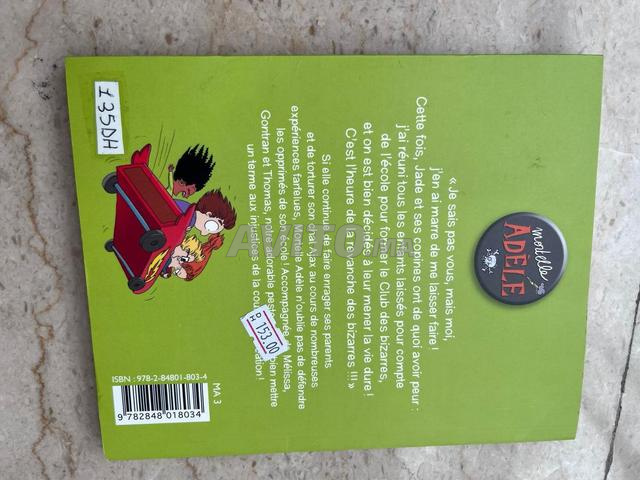 mortelle
ADÈLE
« Je sais pas vous, mais moi,
j'en ai marre de me laisser faire !
Cette fois, Jade et ses copines ont de quoi avoir peur :
j'ai réuni tous les enfants laissés pour compte
de l'école pour former le Club des bizarres,
et on est bien décidés à leur mener la vie dure !
C'est l'heure de la revanche des bizarres !!! »
Si elle continue de faire enrager ses parents
et de torturer son chat Ajax au cours de nombreuses
expériences farfelues, Mortelle Adèle n'oublie pas de défendre
les opprimés de son école ! Accompagnée de Mélissa,
Gontran et Thomas, notre adorable peste bien mettre
un terme aux injustices de la cour
135DH
153.00
ISBN : 978-2-84801-803-4
MA 3
9 782848 018034